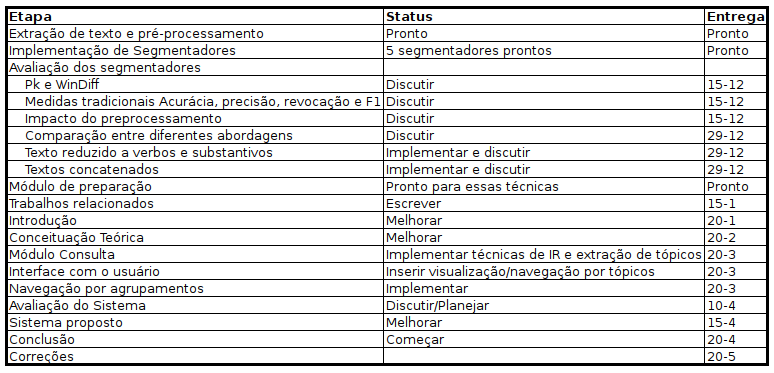 Etapa Status Entrega
Extração de texto e pré-processamento Pronto Pronto
Implementação de Segmentadores 5 segmentadores prontos Pronto
Avaliação dos segmentadores
Pk e WinDiff Discutir 15-12
Medidas tradicionais Acurácia, precisão, revocação e F1 Discutir 15-12
Impacto do preprocessamento Discutir 15-12
Comparação entre diferentes abordagens Discutir 29-12
Texto reduzido a verbos e substantivos Implementar e discutir 29-12
Textos concatenados Implementar e discutir 29-12
Módulo de preparação Pronto para essas técnicas Pronto
Trabalhos relacionados Escrever 15-1
Introdução Melhorar 20-1
Conceituação Teórica Melhorar 20-2
Módulo Consulta Implementar técnicas de IR e extração de tópicos 20-3
Interface com o usuário Inserir visualização/navegação por tópicos 20-3
Navegação por agrupamentos Implementar 20-3
Avaliação do Sistema Discutir/Planejar 10-4
Sistema proposto Melhorar 15-4
Conclusão Começar 20-4
Correções 20-5